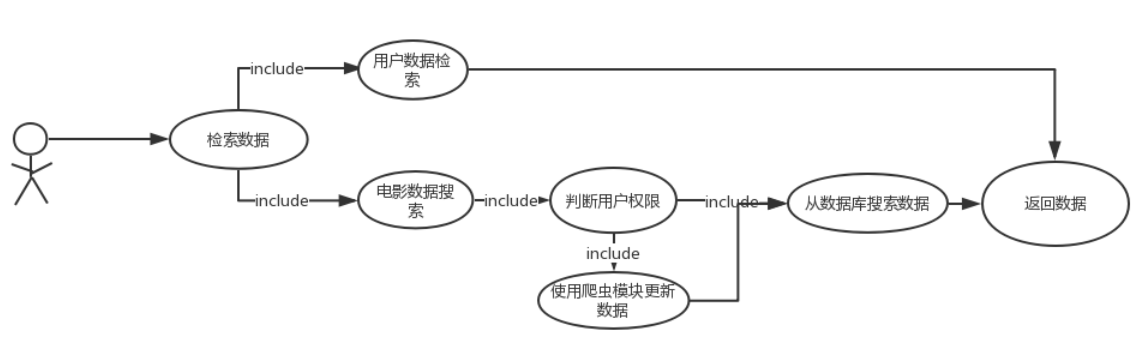 用户数据检
索
include
检索数据
include
电影数据搜
索
include
判断用户权限
include
从数据库搜索数据
返回数据
include
使用爬虫模块更新
数据